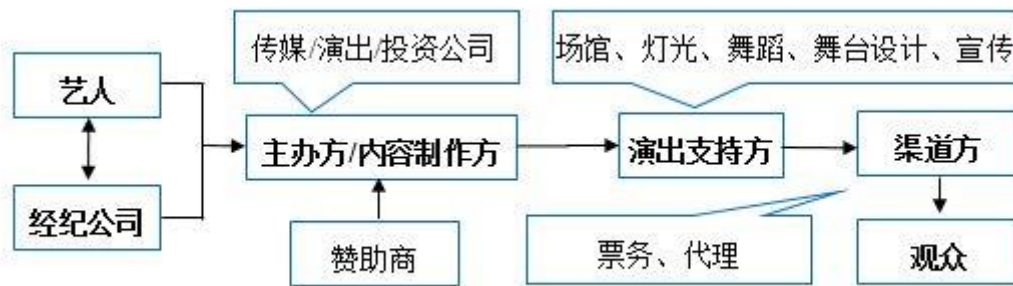 传媒/演出/投资公司
场馆、灯光、舞蹈、舞台设计、宣传
艺人
主办方/内容制作方
演出支持方
渠道方
经纪公司
赞助商
票务、代理
观众